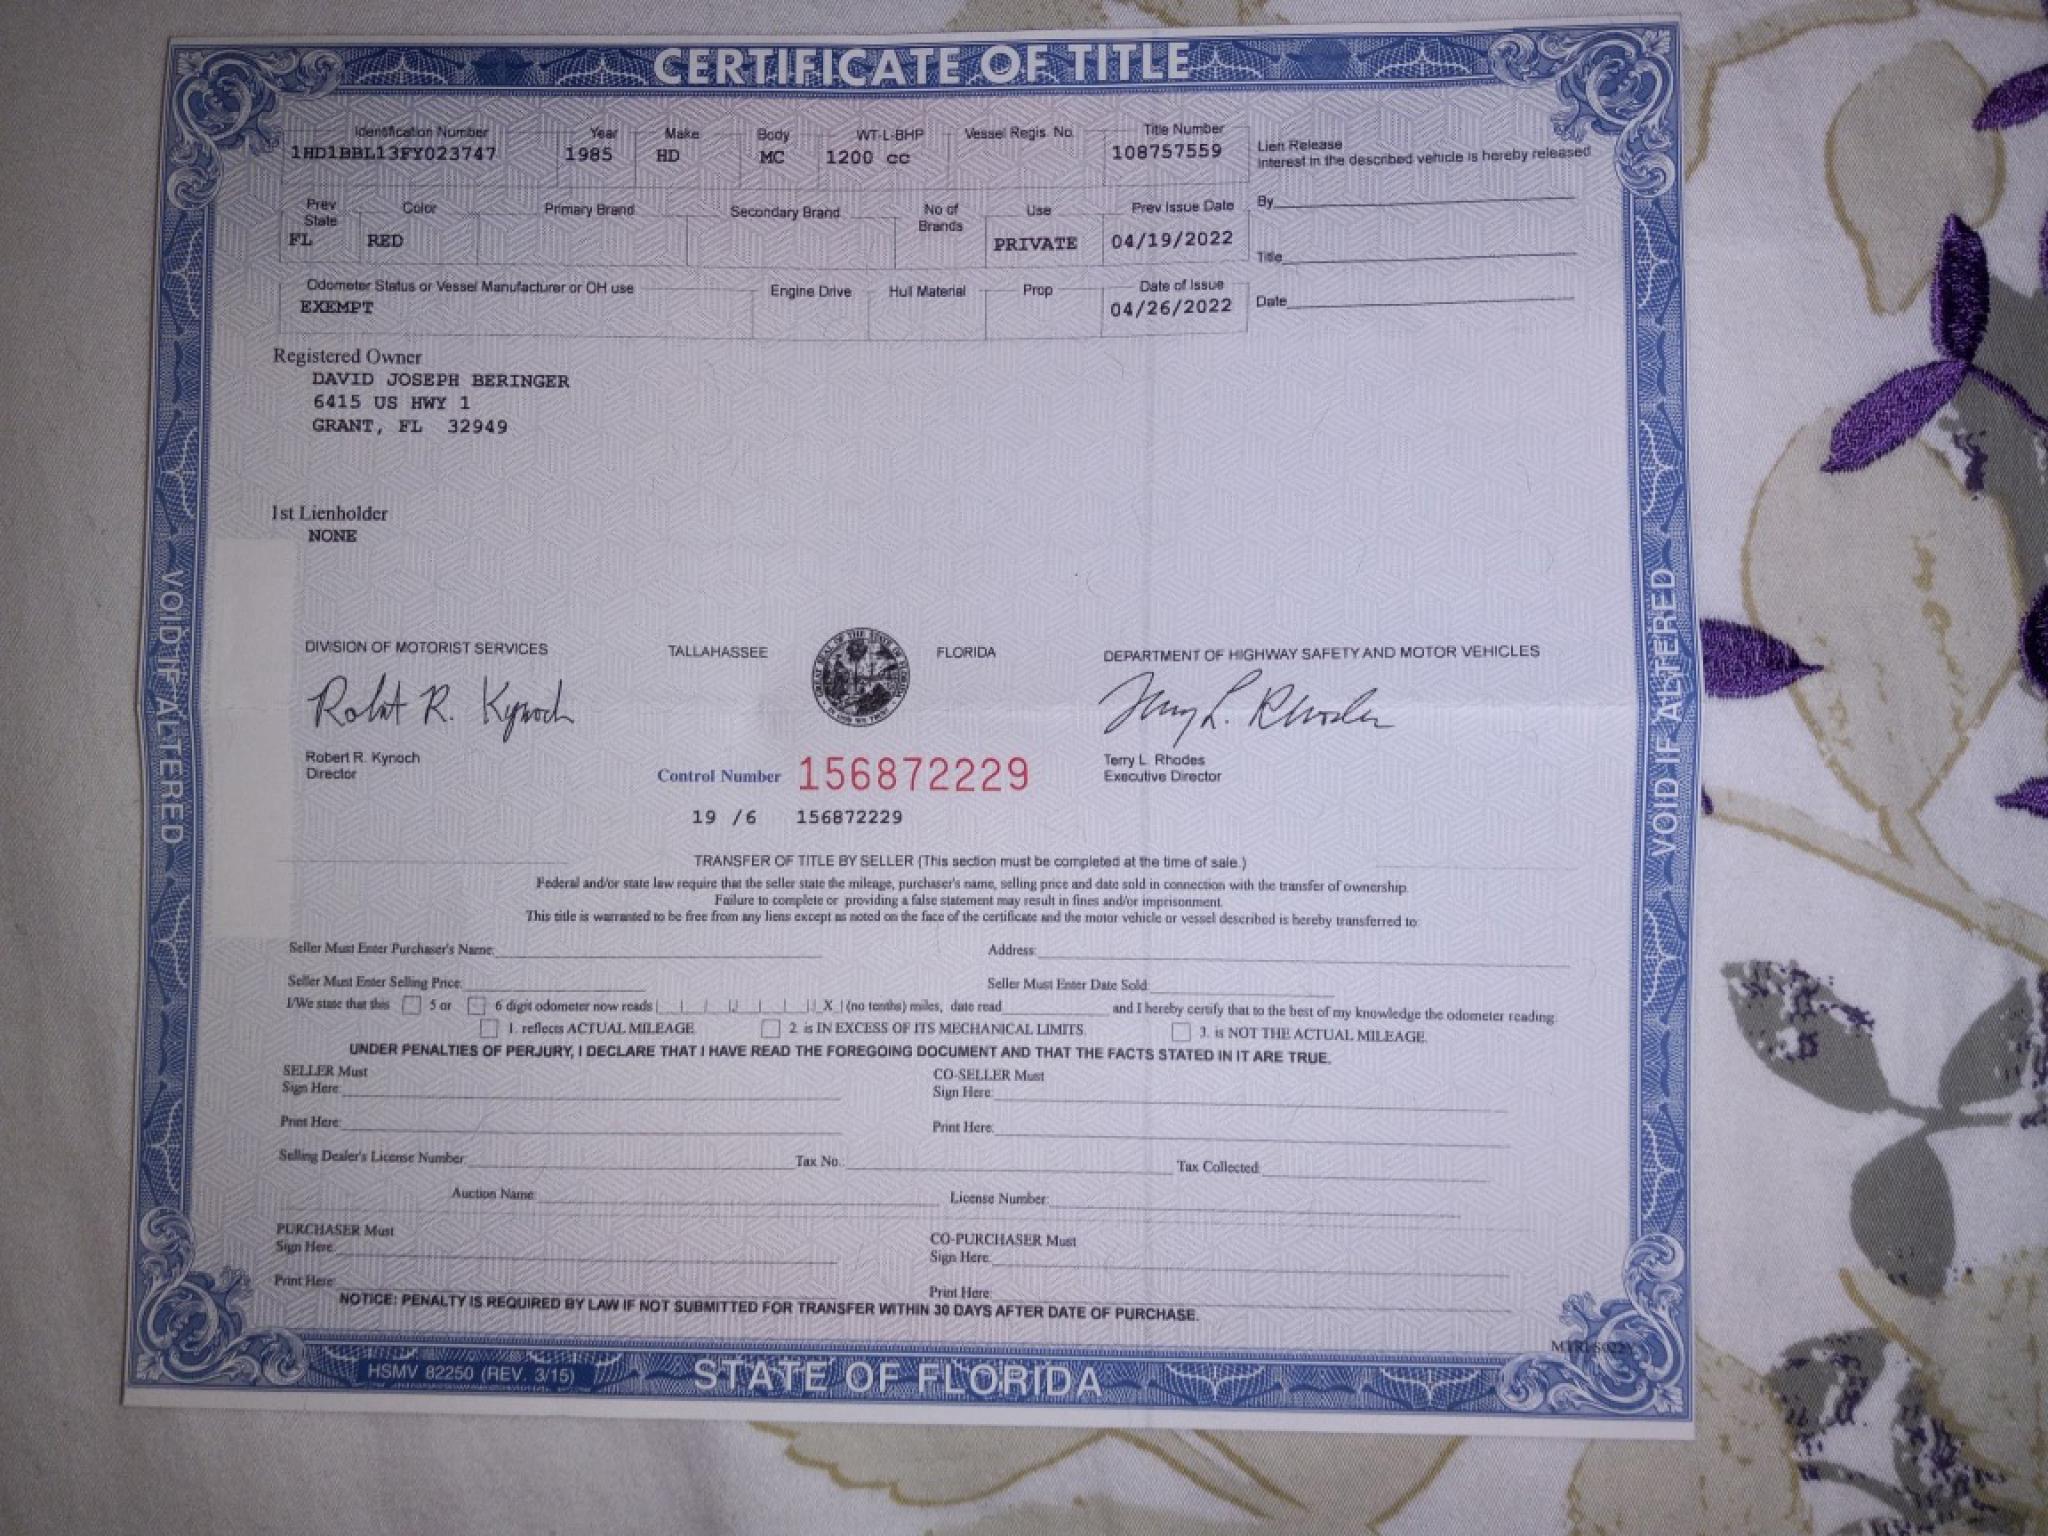 CERTIFICATE OF TITLE
Identification Number Year Make Body WT-L-BHP Vessel Regis. No. Title Number
1HD1BBL13FY023747 1985 HD MC 1200 cc 108757559
Lien Release
Interest in the described vehicle is hereby released
By
Title
Date
Prev State Color Primary Brand Secondary Brand No of Brands Use Prev Issue Date
FL RED PRIVATE 04/19/2022
Odometer Status or Vessel Manufacturer or OH use Engine Drive Hull Material Prop Date of Issue
EXEMPT 04/26/2022
Registered Owner
DAVID JOSEPH BERINGER
6415 US HWY 1
GRANT, FL 32949
1st Lienholder
NONE
VOID IF ALTERED
VOID IF ALTERED
DIVISION OF MOTORIST SERVICES TALLAHASSEE FLORIDA DEPARTMENT OF HIGHWAY SAFETY AND MOTOR VEHICLES
Robert R. Kynoch
Terry L. Rhodes
Robert R. Kynoch
Director
Control Number 156872229
Terry L. Rhodes
Executive Director
19 /6 156872229
TRANSFER OF TITLE BY SELLER (This section must be completed at the time of sale.)
Federal and/or state law require that the seller state the mileage, purchaser's name, selling price and date sold in connection with the transfer of ownership.
Failure to complete or providing a false statement may result in fines and/or imprisonment.
This title is warranted to be free from any liens except as noted on the face of the certificate and the motor vehicle or vessel described is hereby transferred to:
Seller Must Enter Purchaser's Name: Address:
Seller Must Enter Selling Price: Seller Must Enter Date Sold:
I/We state that this 5 or 6 digit odometer now reads X (no tenths) miles, date read and I hereby certify that to the best of my knowledge the odometer reading:
1. reflects ACTUAL MILEAGE. 2. is IN EXCESS OF ITS MECHANICAL LIMITS. 3. is NOT THE ACTUAL MILEAGE.
UNDER PENALTIES OF PERJURY, I DECLARE THAT I HAVE READ THE FOREGOING DOCUMENT AND THAT THE FACTS STATED IN IT ARE TRUE.
SELLER Must CO-SELLER Must
Sign Here: Sign Here:
Print Here: Print Here:
Selling Dealer's License Number: Tax No.: Tax Collected:
Auction Name: License Number:
PURCHASER Must CO-PURCHASER Must
Sign Here: Sign Here:
Print Here: Print Here:
NOTICE: PENALTY IS REQUIRED BY LAW IF NOT SUBMITTED FOR TRANSFER WITHIN 30 DAYS AFTER DATE OF PURCHASE.
HSMV 82250 (REV. 3/15)
STATE OF FLORIDA